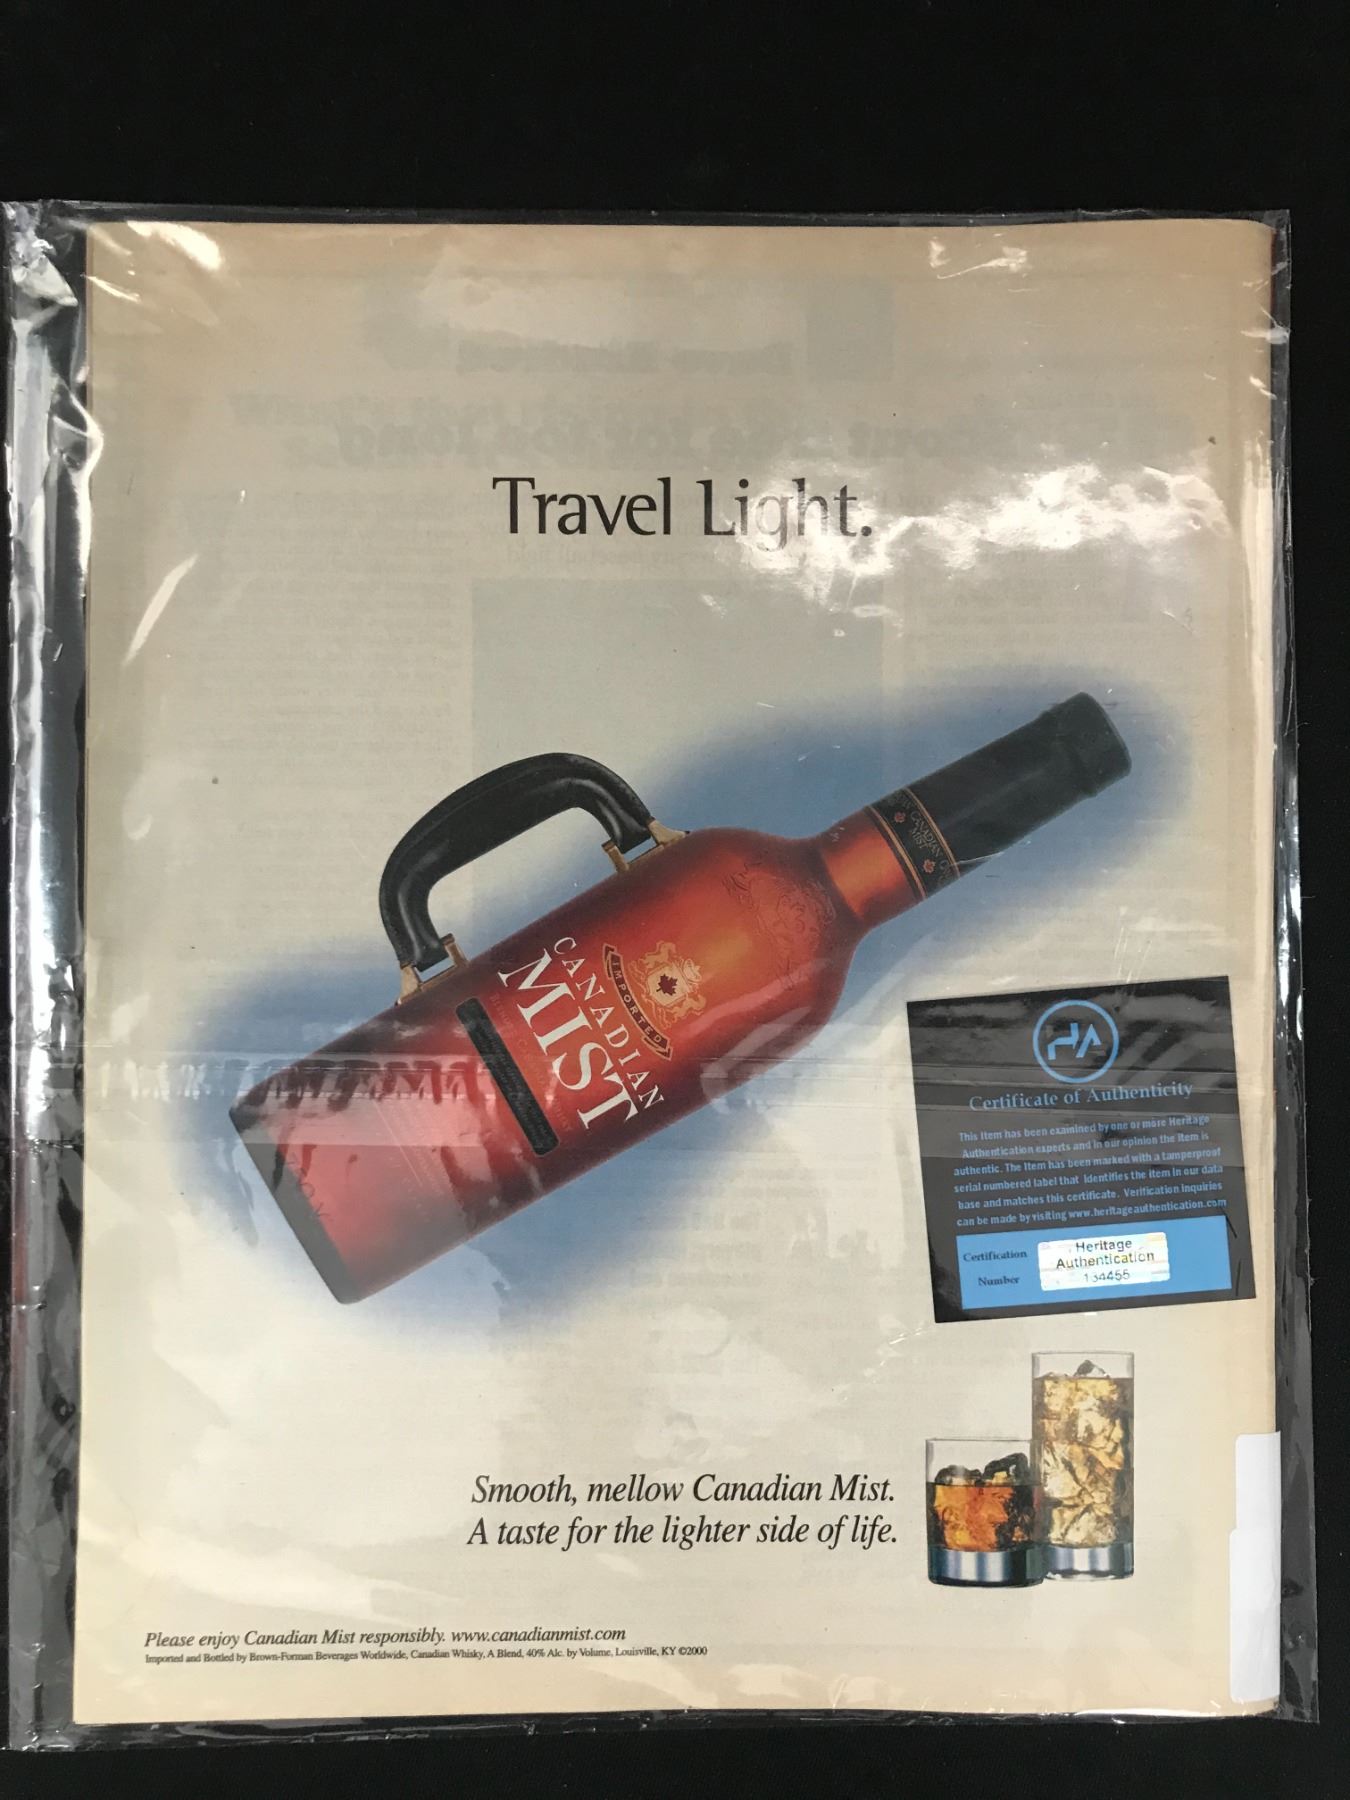 Travel Light.
CANADIAN
MIST
IMPORTED
CANADIAN
MIST
HA
Certificate of Authenticity
This Item has been examined by one or more Heritage
Authentication experts and in our opinion the item is
authentic. The Item has been marked with a tamperproof
serial numbered label that identifies the item in our data
base and matches this certificate. Verification inquiries
can be made by visiting www.heritageauthentication.com
Certification
Number
Heritage
Authentication
134455
Smooth, mellow Canadian Mist.
A taste for the lighter side of life.
Please enjoy Canadian Mist responsibly. www.canadianmist.com
Imported and Bottled by Brown-Forman Beverages Worldwide, Canadian Whisky, A Blend, 40% Alc. by Volume, Louisville, KY ©2000